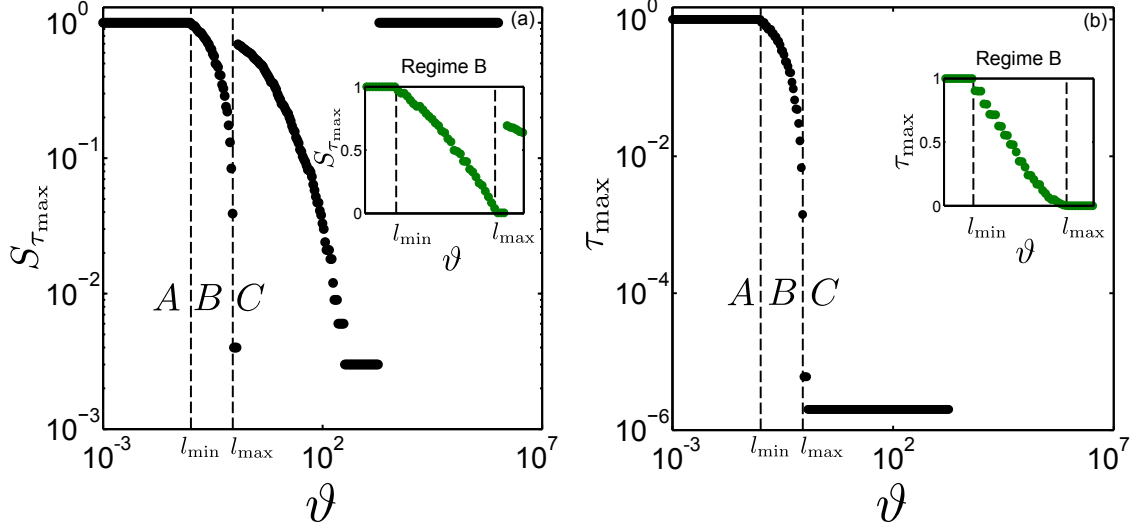 (a)
10^0
10^{-1}
10^{-2}
10^{-3}
S_{τ_max}
A B C
10^{-3}
l_min
l_max
10^2
10^7
ϑ
Regime B
S_{τ_max}
1
0.5
0
l_min
l_max
ϑ
(b)
10^0
10^{-2}
10^{-4}
10^{-6}
τ_max
A B C
10^{-3}
l_min
l_max
10^2
10^7
ϑ
Regime B
τ_max
1
0.5
0
l_min
l_max
ϑ